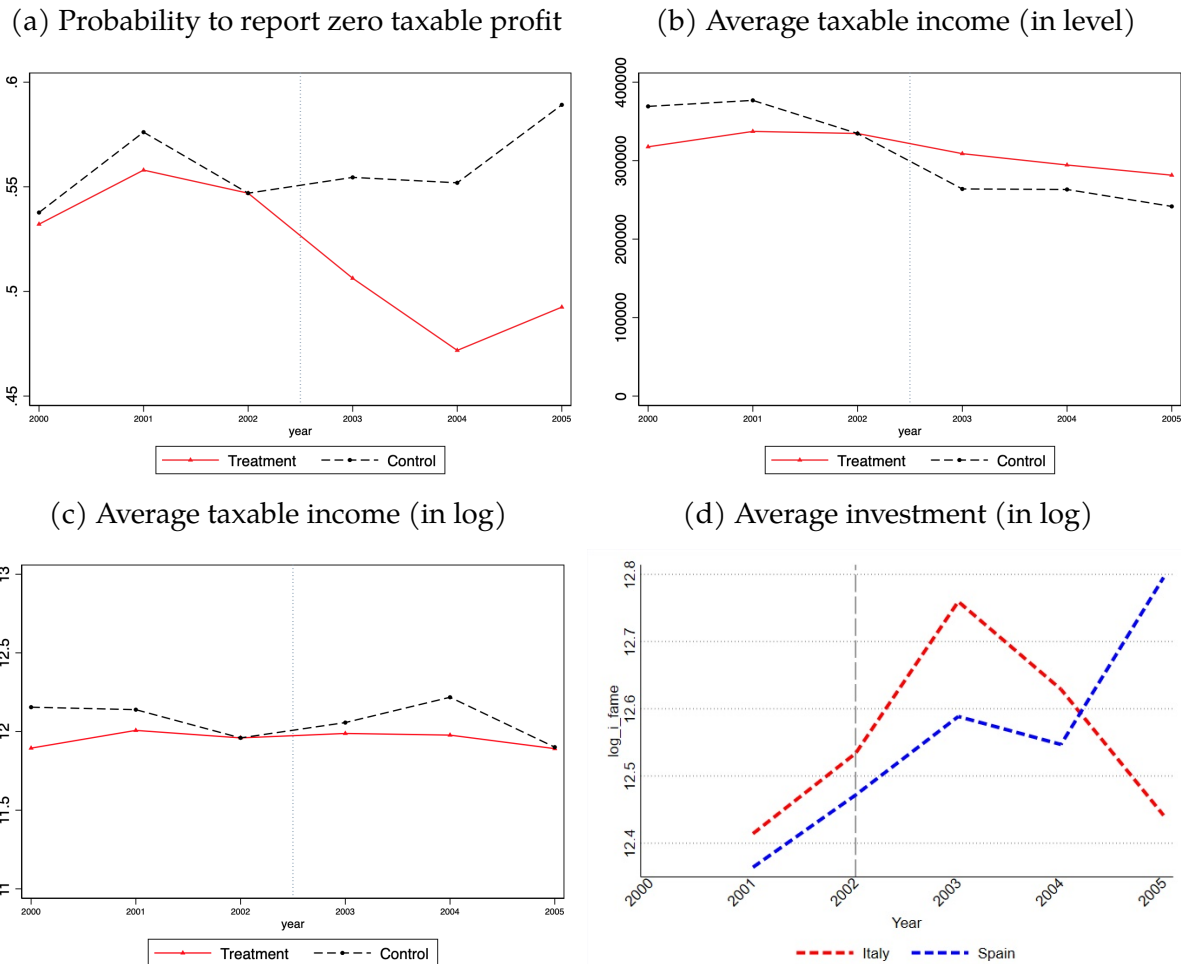 (a) Probability to report zero taxable profit
.6
.55
.5
.45
2000 2001 2002 2003 2004 2005
year
Treatment Control
(b) Average taxable income (in level)
400000
300000
200000
100000
0
2000 2001 2002 2003 2004 2005
year
Treatment Control
(c) Average taxable income (in log)
13
12.5
12
11.5
11
2000 2001 2002 2003 2004 2005
year
Treatment Control
(d) Average investment (in log)
log_i_fame
12.8
12.7
12.6
12.5
12.4
2000 2001 2002 2003 2004 2005
Year
Italy Spain